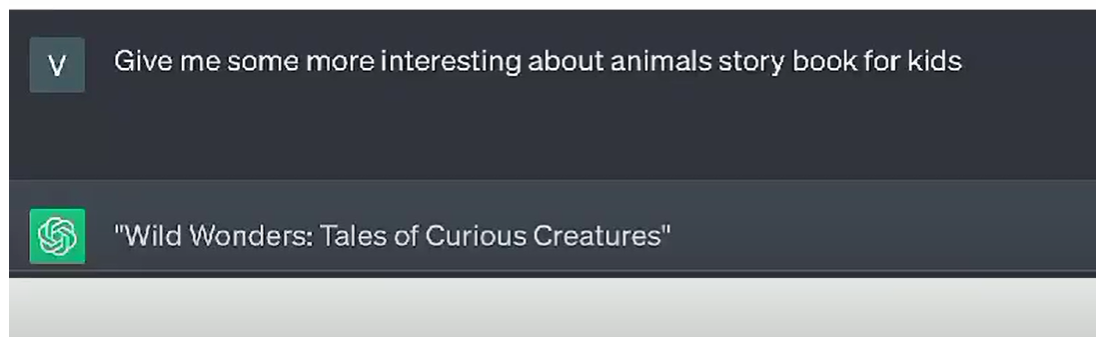 V
Give me some more interesting about animals story book for kids
"Wild Wonders: Tales of Curious Creatures"